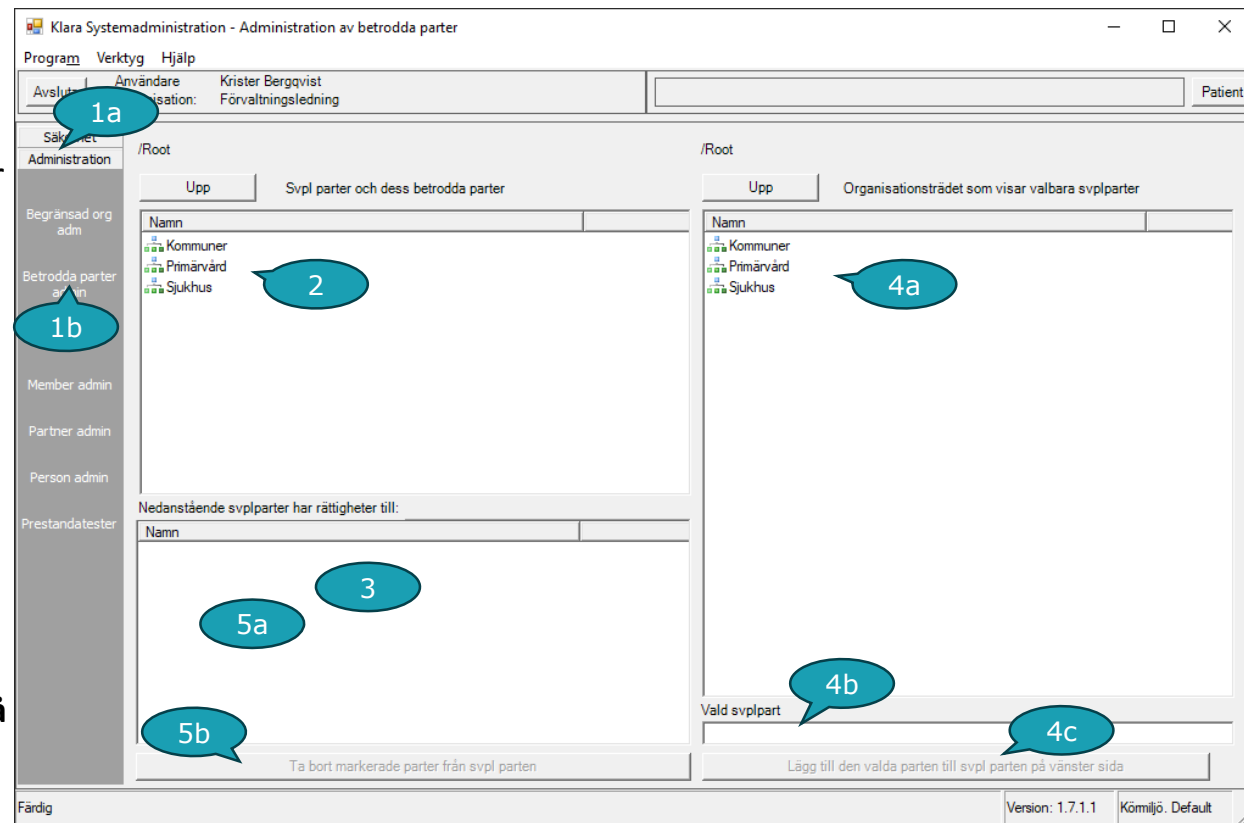 Klara Systemadministration - Administration av betrodda parter
Program Verktyg Hjälp
Användare Krister Bergqvist
Förvaltningsledning
Patient
1a
Administration
Begränsad org
adm
Betrodda parter
1b
Member admin
Partner admin
Person admin
Prestandatester
/Root
Upp Svpl parter och dess betrodda parter
Namn
Kommuner
Primärvård
Sjukhus
2
Nedanstående svplparter har rättigheter till:
Namn
3
5a
5b
Ta bort markerade parter från svpl parten
/Root
Upp Organisationsträdet som visar valbara svplparter
Namn
Kommuner
Primärvård
Sjukhus
4a
4b
Vald svplpart
4c
Lägg till den valda parten till svpl parten på vänster sida
Färdig
Version: 1.7.1.1 Körmiljö. Default